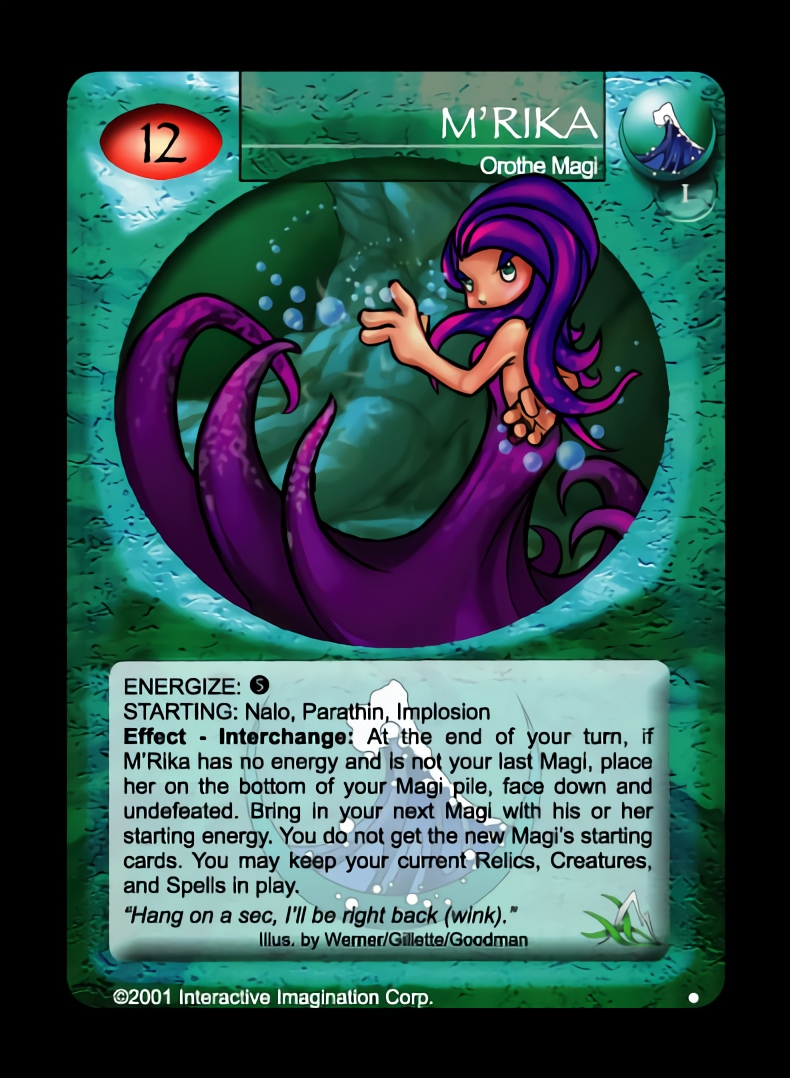 12
M'RIKA
Orothe Magi
1
ENERGIZE: 5
STARTING: Nalo, Parathin, Implosion
Effect - Interchange: At the end of your turn, if
M'Rika has no energy and is not your last Magi, place
her on the bottom of your Magi pile, face down and
undefeated. Bring in your next Magi with his or her
starting energy. You do not get the new Magi's starting
cards. You may keep your current Relics, Creatures,
and Spells in play.
"Hang on a sec, I'll be right back (wink)."
Illus. by Werner/Gillette/Goodman
©2001 Interactive Imagination Corp.